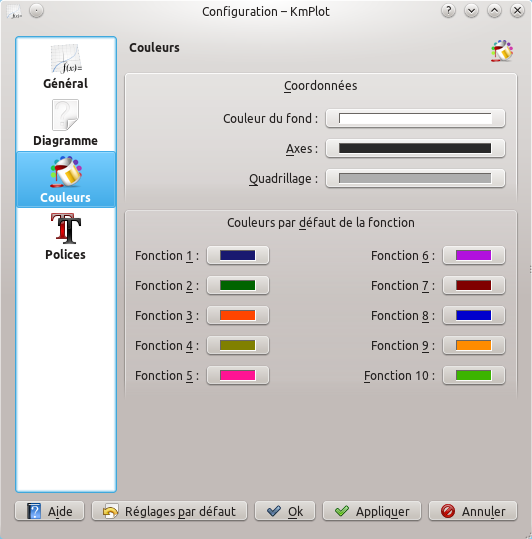 Configuration – KmPlot
Général
Diagramme
Couleurs
Polices
Couleurs
Coordonnées
Couleur du fond :
Axes :
Quadrillage :
Couleurs par défaut de la fonction
Fonction 1 :
Fonction 2 :
Fonction 3 :
Fonction 4 :
Fonction 5 :
Fonction 6 :
Fonction 7 :
Fonction 8 :
Fonction 9 :
Fonction 10 :
Aide
Réglages par défaut
Ok
Appliquer
Annuler